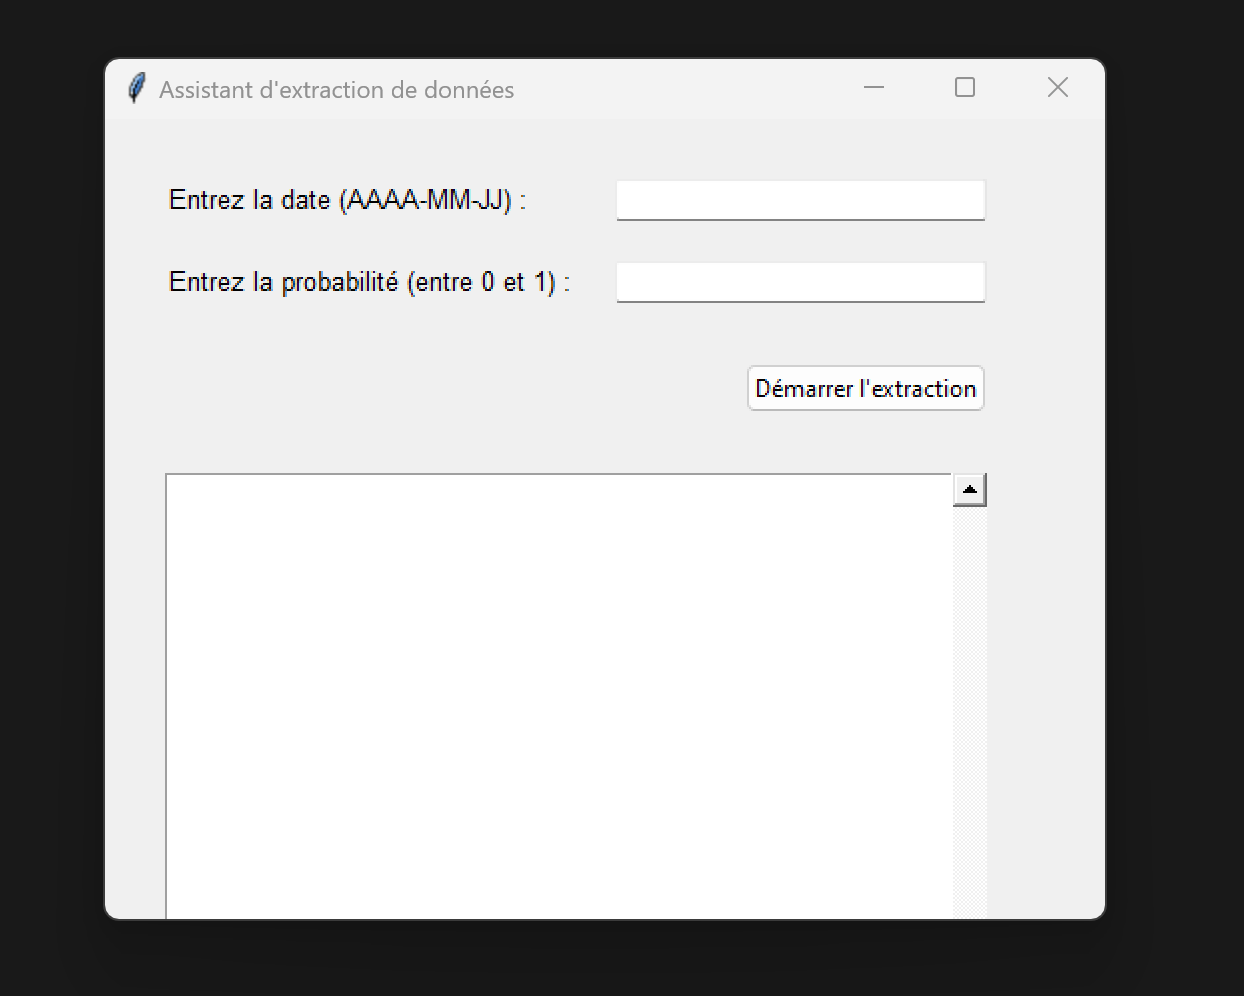 Assistant d'extraction de données
Entrez la date (AAAA-MM-JJ) :
Entrez la probabilité (entre 0 et 1) :
Démarrer l'extraction